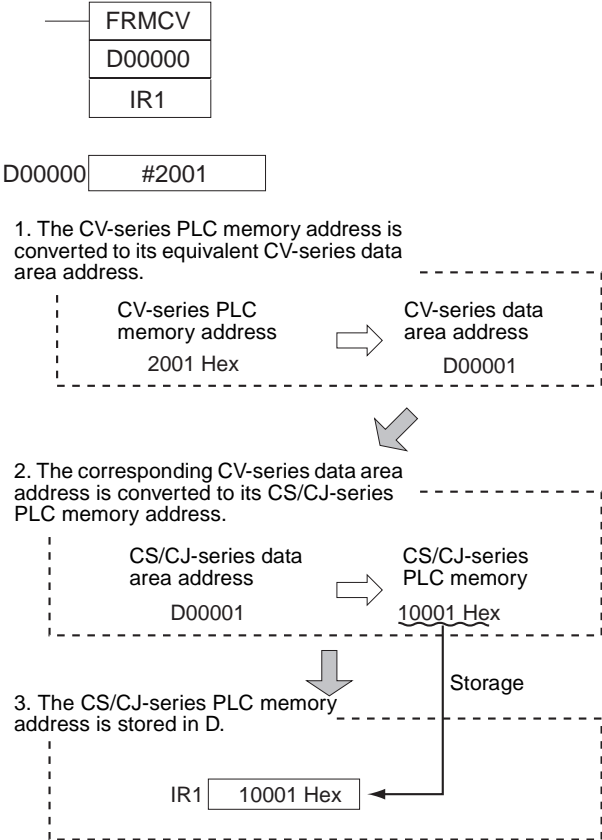 FRMCV
D00000
IR1
D00000 #2001
1. The CV-series PLC memory address is
converted to its equivalent CV-series data
area address.
CV-series PLC
memory address
2001 Hex
CV-series data
area address
D00001
2. The corresponding CV-series data area
address is converted to its CS/CJ-series
PLC memory address.
CS/CJ-series data
area address
D00001
CS/CJ-series
PLC memory
10001 Hex
Storage
3. The CS/CJ-series PLC memory
address is stored in D.
IR1 10001 Hex